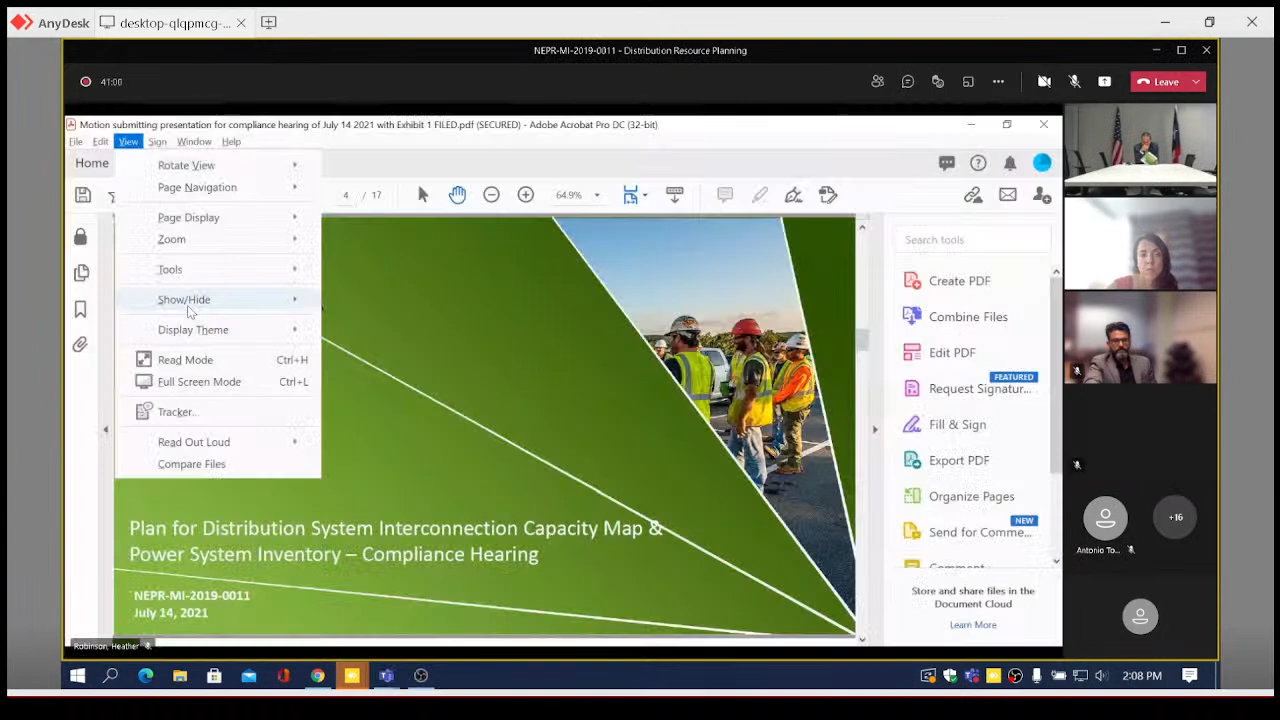 AnyDesk
desktop-qlqpmcg-...
NEPR-MI-2019-0011 - Distribution Resource Planning
41:00
Leave
Motion submitting presentation for compliance hearing of July 14 2021 with Exhibit 1 FILED.pdf (SECURED) - Adobe Acrobat Pro DC (32-bit)
File Edit View Sign Window Help
Home
4 / 17
64.9%
Rotate View
Page Navigation
Page Display
Zoom
Tools
Show/Hide
Display Theme
Read Mode Ctrl+H
Full Screen Mode Ctrl+L
Tracker...
Read Out Loud
Compare Files
Plan for Distribution System Interconnection Capacity Map &
Power System Inventory – Compliance Hearing
NEPR-MI-2019-0011
July 14, 2021
Search tools
Create PDF
Combine Files
Edit PDF
FEATURED
Request Signatur...
Fill & Sign
Export PDF
Organize Pages
NEW
Send for Comme...
Comment
Store and share files in the
Document Cloud
Learn More
+16
Antonio To...
Robinson, Heather
2:08 PM